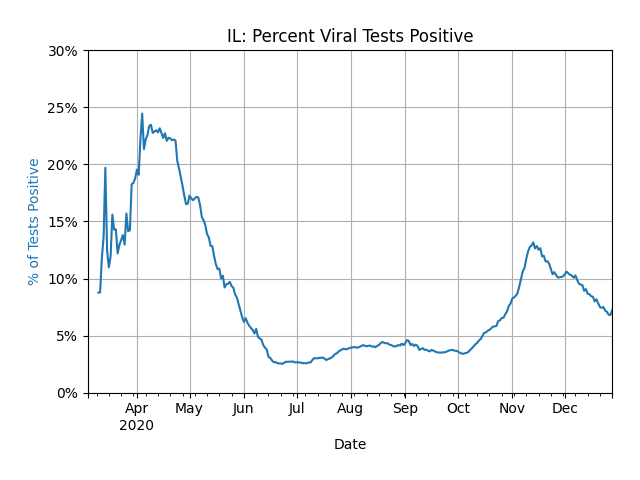 IL: Percent Viral Tests Positive
30%
25%
20%
15%
10%
5%
0%
% of Tests Positive
Apr May Jun Jul Aug Sep Oct Nov Dec
2020
Date